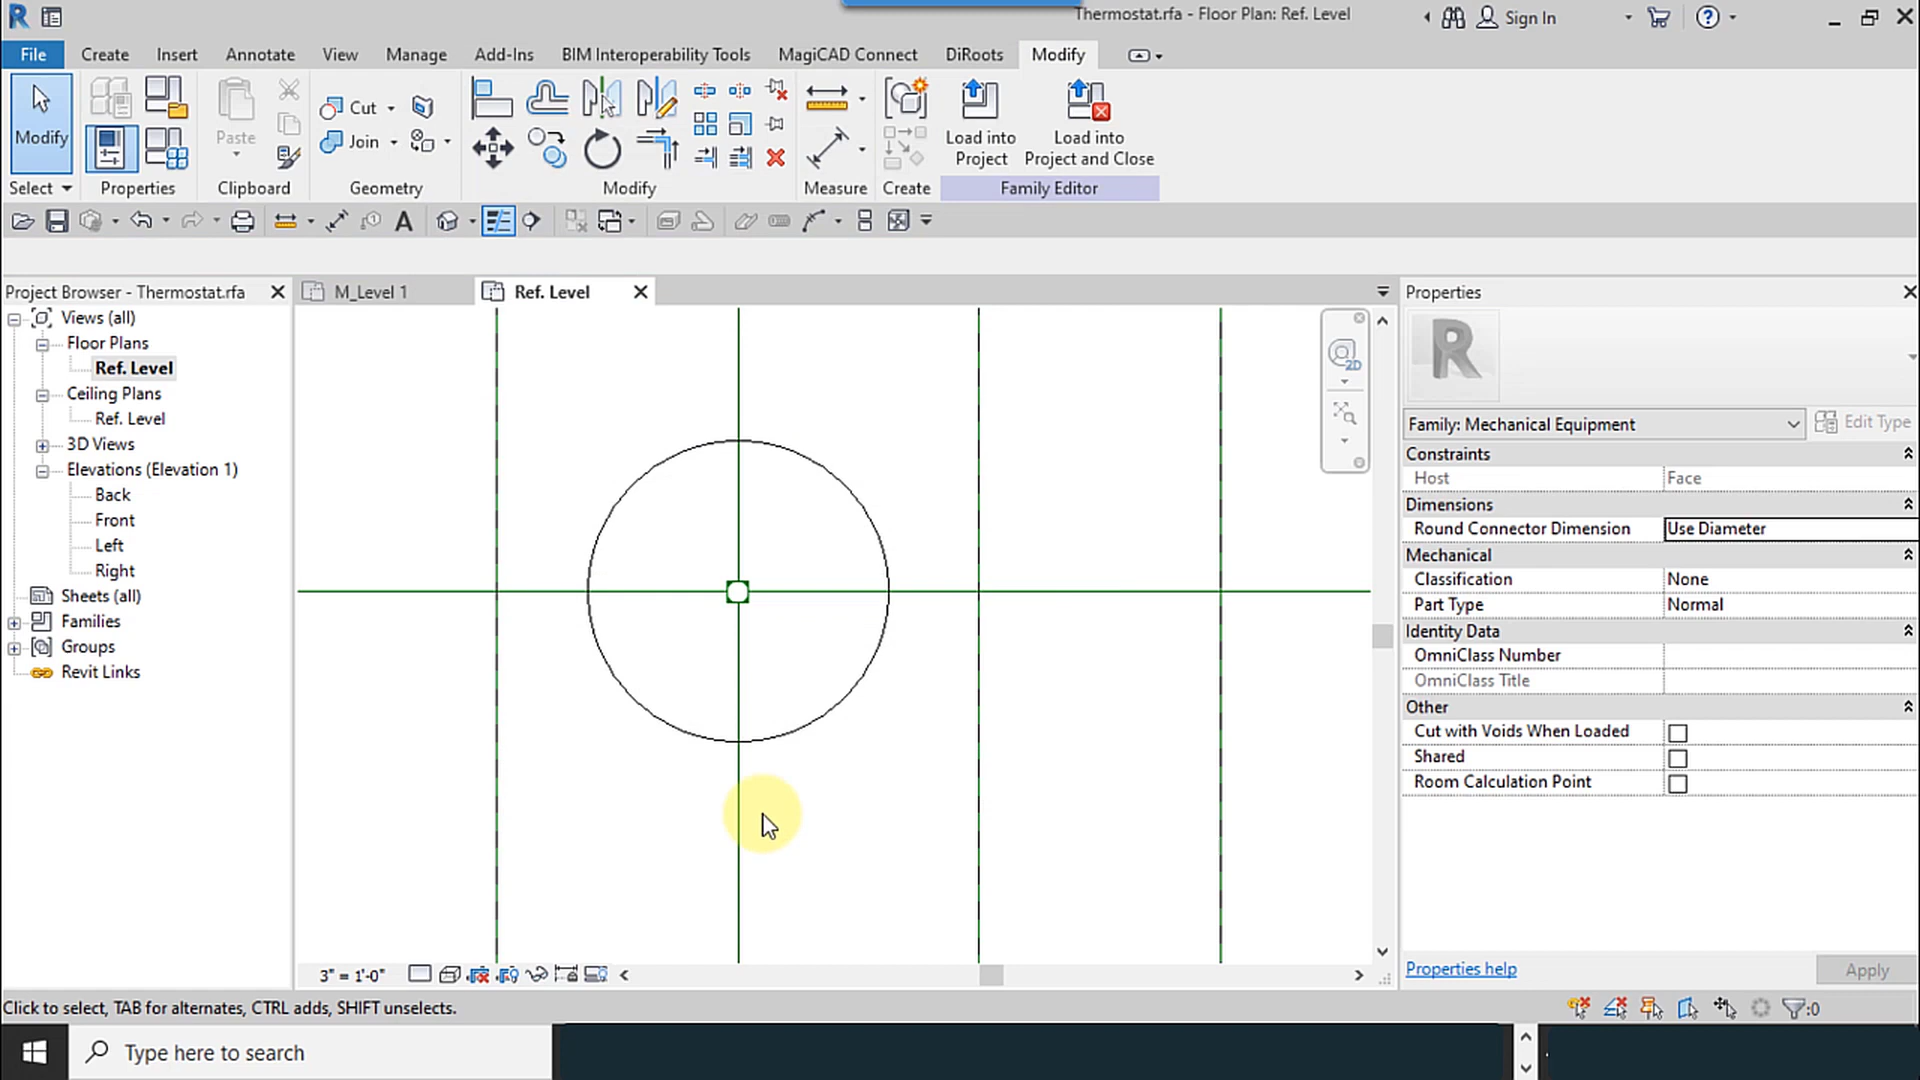 Thermostat.rfa - Floor Plan: Ref. Level
Sign In
File
Create
Insert
Annotate
View
Manage
Add-Ins
BIM Interoperability Tools
MagiCAD Connect
DiRoots
Modify
Modify
Paste
Cut
Join
Load into
Project
Load into
Project and Close
Select
Properties
Clipboard
Geometry
Modify
Measure
Create
Family Editor
Project Browser - Thermostat.rfa
M_Level 1
Ref. Level
Views (all)
Floor Plans
Ref. Level
Ceiling Plans
Ref. Level
3D Views
Elevations (Elevation 1)
Back
Front
Left
Right
Sheets (all)
Families
Groups
Revit Links
2D
Properties
Family: Mechanical Equipment
Edit Type
Constraints
Host Face
Dimensions
Round Connector Dimension Use Diameter
Mechanical
Classification None
Part Type Normal
Identity Data
OmniClass Number
OmniClass Title
Other
Cut with Voids When Loaded
Shared
Room Calculation Point
Properties help
Apply
3" = 1'-0"
Click to select, TAB for alternates, CTRL adds, SHIFT unselects.
:0
Type here to search